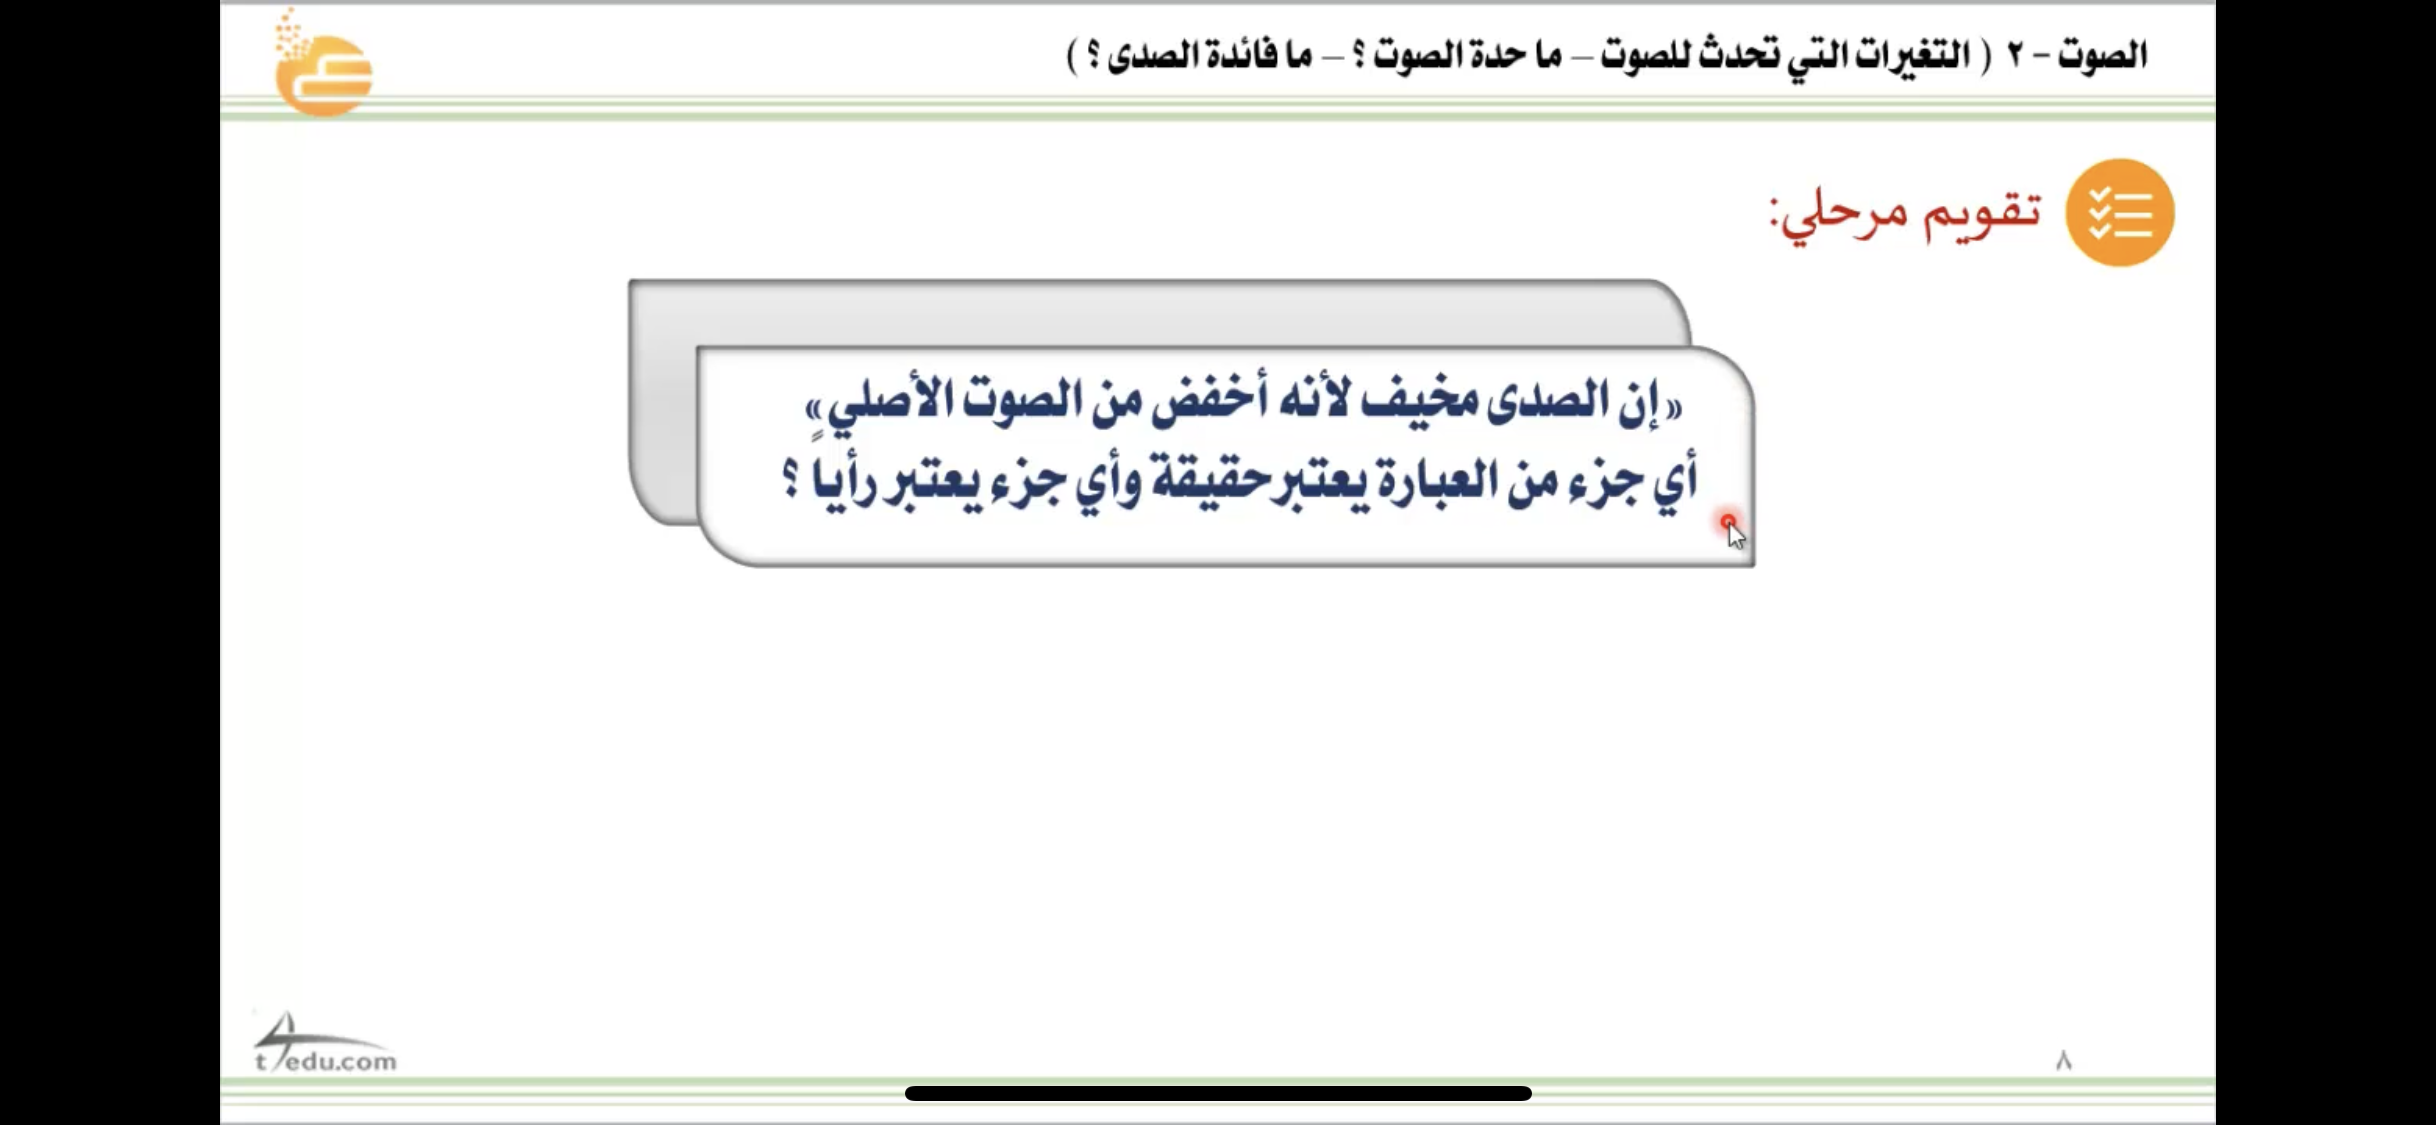 الصوت - ٢ ( التغيرات التي تحدث للصوت – ما حدة الصوت ؟ – ما فائدة الصدى ؟ )
تقويم مرحلي:
«إن الصدى مخيف لأنه أخفض من الصوت الأصلي»
أي جزء من العبارة يعتبر حقيقة وأي جزء يعتبر رأياً ؟
t4edu.com
٨